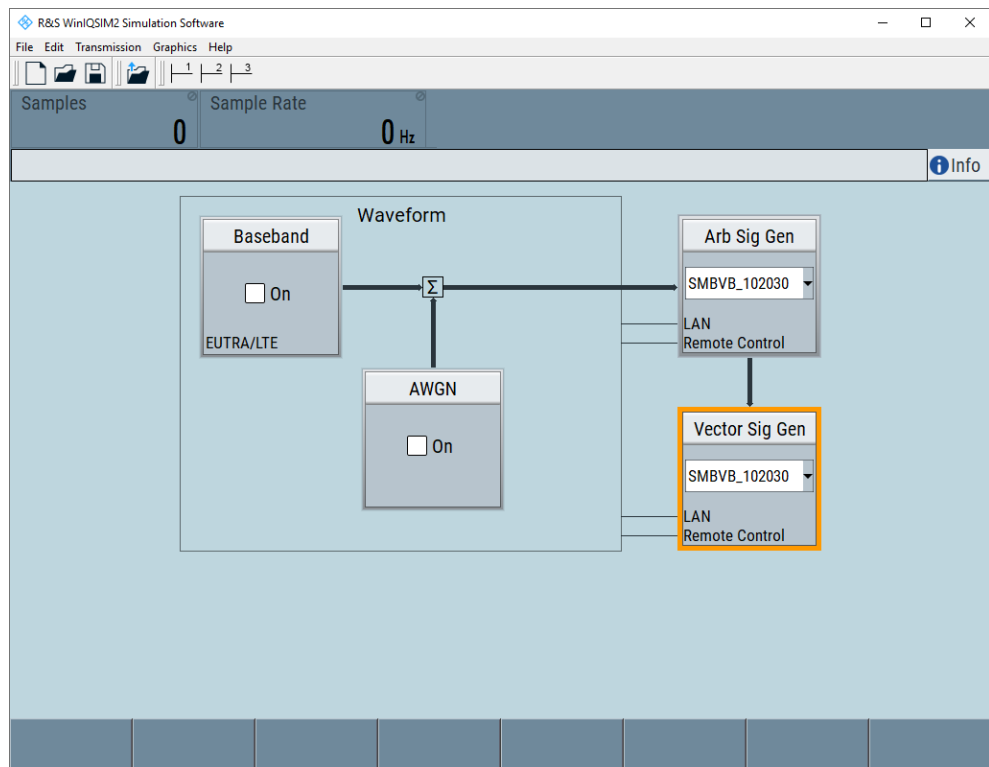 R&S WinIQSIM2 Simulation Software
File Edit Transmission Graphics Help
1 2 3
Samples
0
Sample Rate
0 Hz
Info
Waveform
Baseband
On
EUTRA/LTE
Σ
AWGN
On
Arb Sig Gen
SMBVB_102030
LAN
Remote Control
Vector Sig Gen
SMBVB_102030
LAN
Remote Control